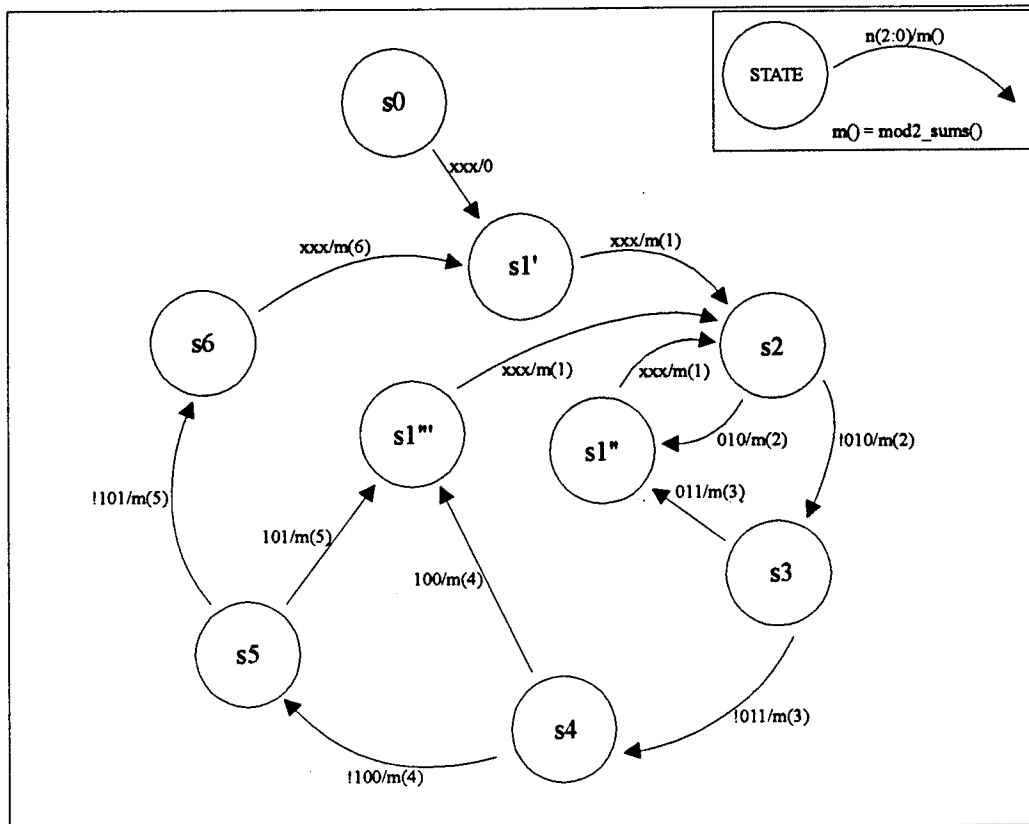 n(2:0)/m()
STATE
m() = mod2_sums()
s0
xxx/0
xxx/m(6)
s1'
xxx/m(1)
s6
s2
xxx/m(1)
xxx/m(1)
s1'''
s1"
010/m(2)
!010/m(2)
!101/m(5)
011/m(3)
101/m(5)
100/m(4)
s3
s5
s4
!011/m(3)
!100/m(4)